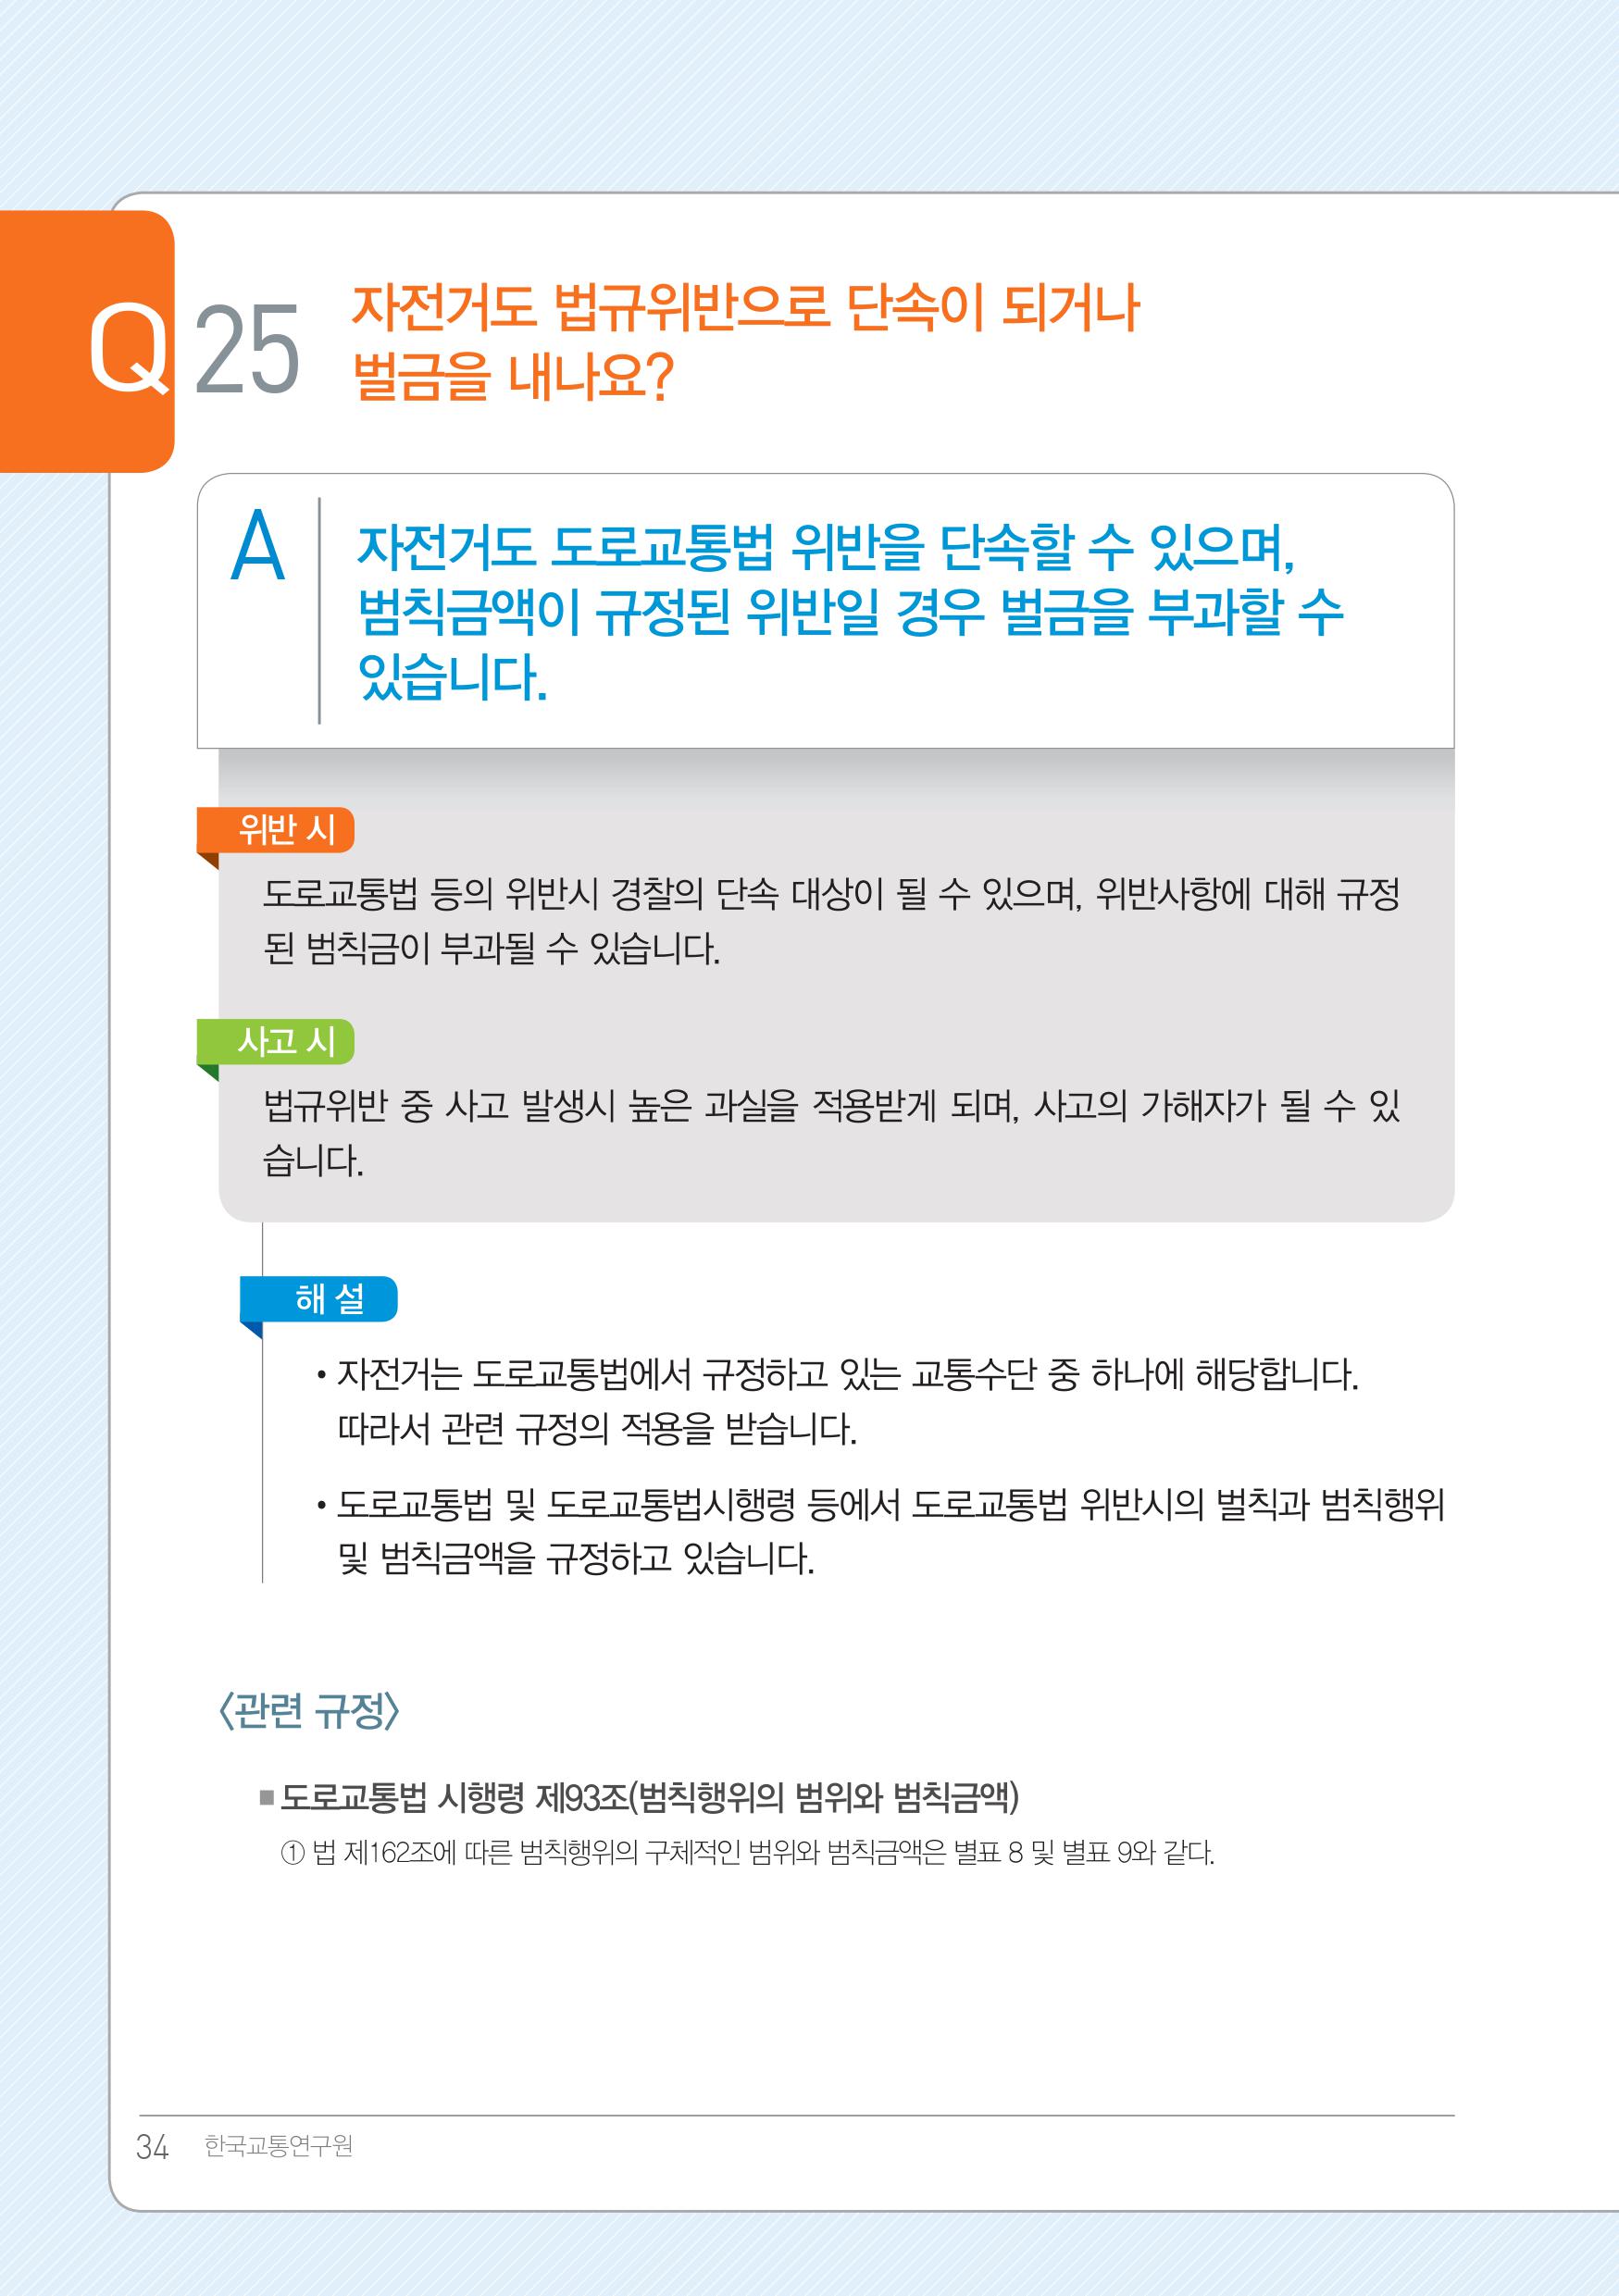 Q 25
자전거도 법규위반으로 단속이 되거나
벌금을 내나요?
A
자전거도 도로교통법 위반을 단속할 수 있으며,
범칙금액이 규정된 위반일 경우 벌금을 부과할 수
있습니다.
위반 시
도로교통법 등의 위반시 경찰의 단속 대상이 될 수 있으며, 위반사항에 대해 규정
된 범칙금이 부과될 수 있습니다.
사고 시
법규위반 중 사고 발생시 높은 과실을 적용받게 되며, 사고의 가해자가 될 수 있
습니다.
해 설
• 자전거는 도로교통법에서 규정하고 있는 교통수단 중 하나에 해당합니다.
따라서 관련 규정의 적용을 받습니다.
• 도로교통법 및 도로교통법시행령 등에서 도로교통법 위반시의 벌칙과 범칙행위
및 범칙금액을 규정하고 있습니다.
〈관련 규정〉
■ 도로교통법 시행령 제93조(범칙행위의 범위와 범칙금액)
① 법 제162조에 따른 범칙행위의 구체적인 범위와 범칙금액은 별표 8 및 별표 9와 같다.
34 한국교통연구원